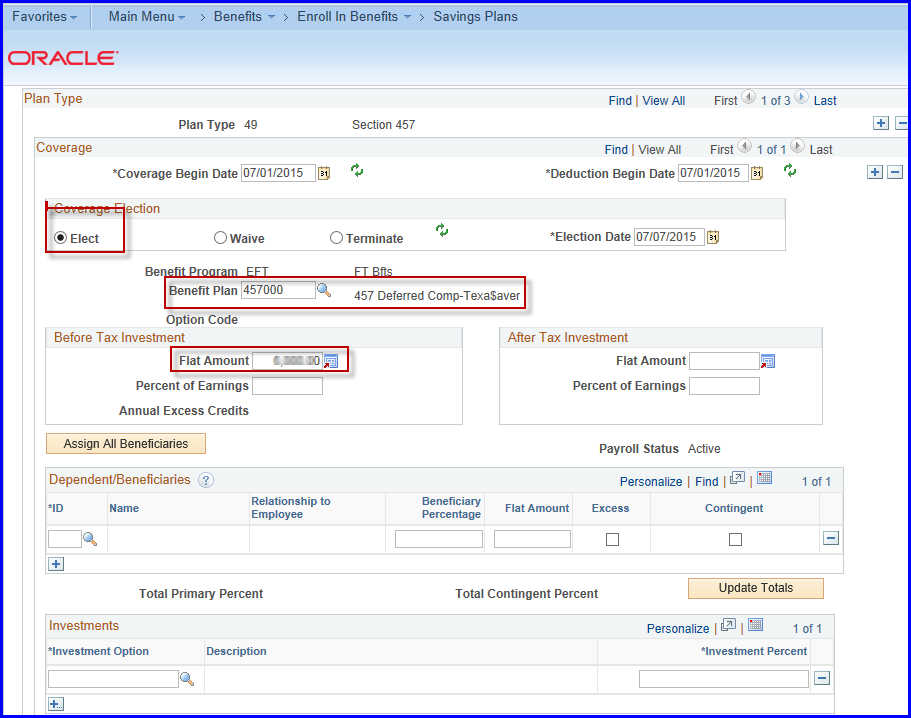 Favorites Main Menu > Benefits > Enroll In Benefits > Savings Plans
ORACLE
Plan Type Find | View All First 1 of 3 Last
Plan Type 49 Section 457
Coverage Find | View All First 1 of 1 Last
*Coverage Begin Date 07/01/2015 31 *Deduction Begin Date 07/01/2015 31
Coverage Election
Elect Waive Terminate *Election Date 07/07/2015 31
Benefit Program EFT FT Bfts
Benefit Plan 457000 457 Deferred Comp-Texa$aver
Option Code
Before Tax Investment After Tax Investment
Flat Amount Flat Amount
Percent of Earnings Percent of Earnings
Annual Excess Credits
Assign All Beneficiaries Payroll Status Active
Dependent/Beneficiaries ? Personalize | Find | | 1 of 1
*ID Name Relationship to Employee Beneficiary Percentage Flat Amount Excess Contingent
Total Primary Percent Total Contingent Percent Update Totals
Investments Personalize | | 1 of 1
*Investment Option Description *Investment Percent